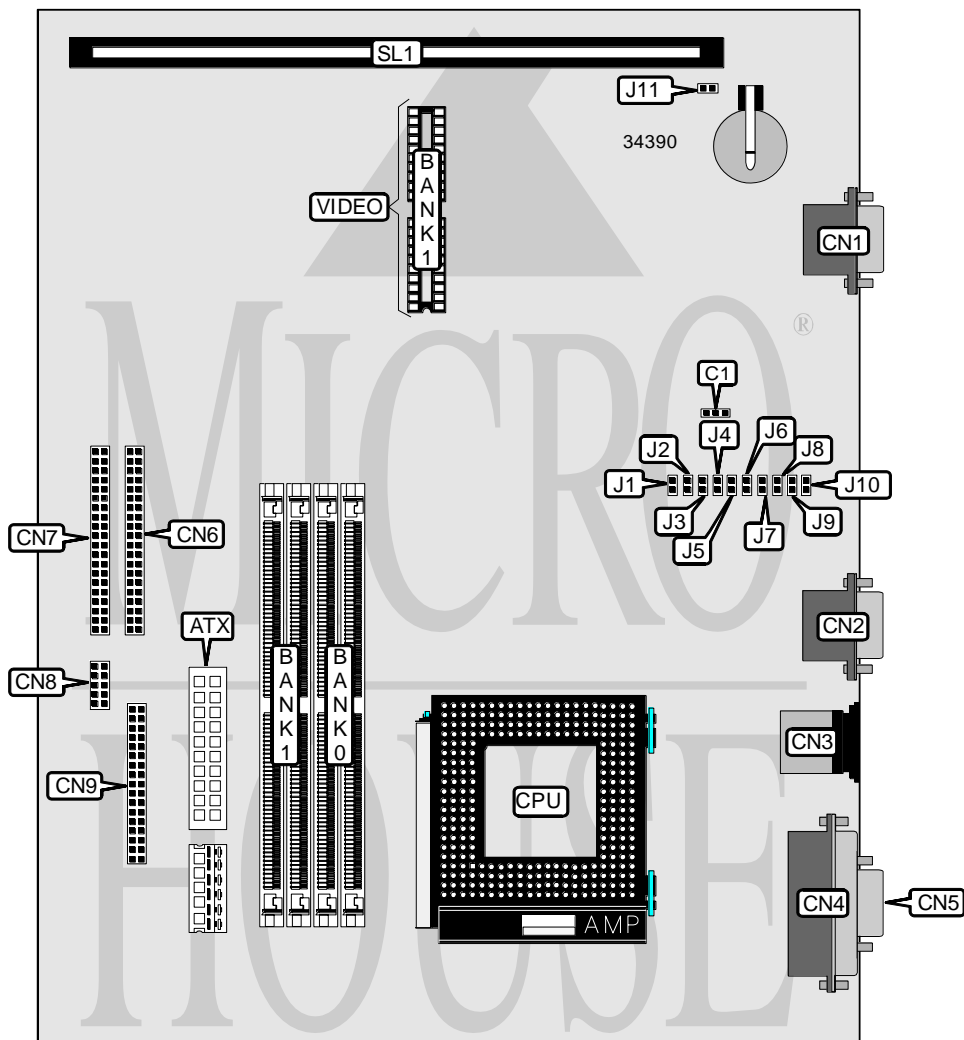 SL1
J11
34390
BANK1
VIDEO
CN1
MICRO
®
C1
J6
J4
J2
J8
J1
J10
J3
J9
J7
J5
CN7
CN6
ATX
CN2
BANK1
BANK0
CN8
CN3
CN9
CPU
HOUSE
CN4
CN5
AMP